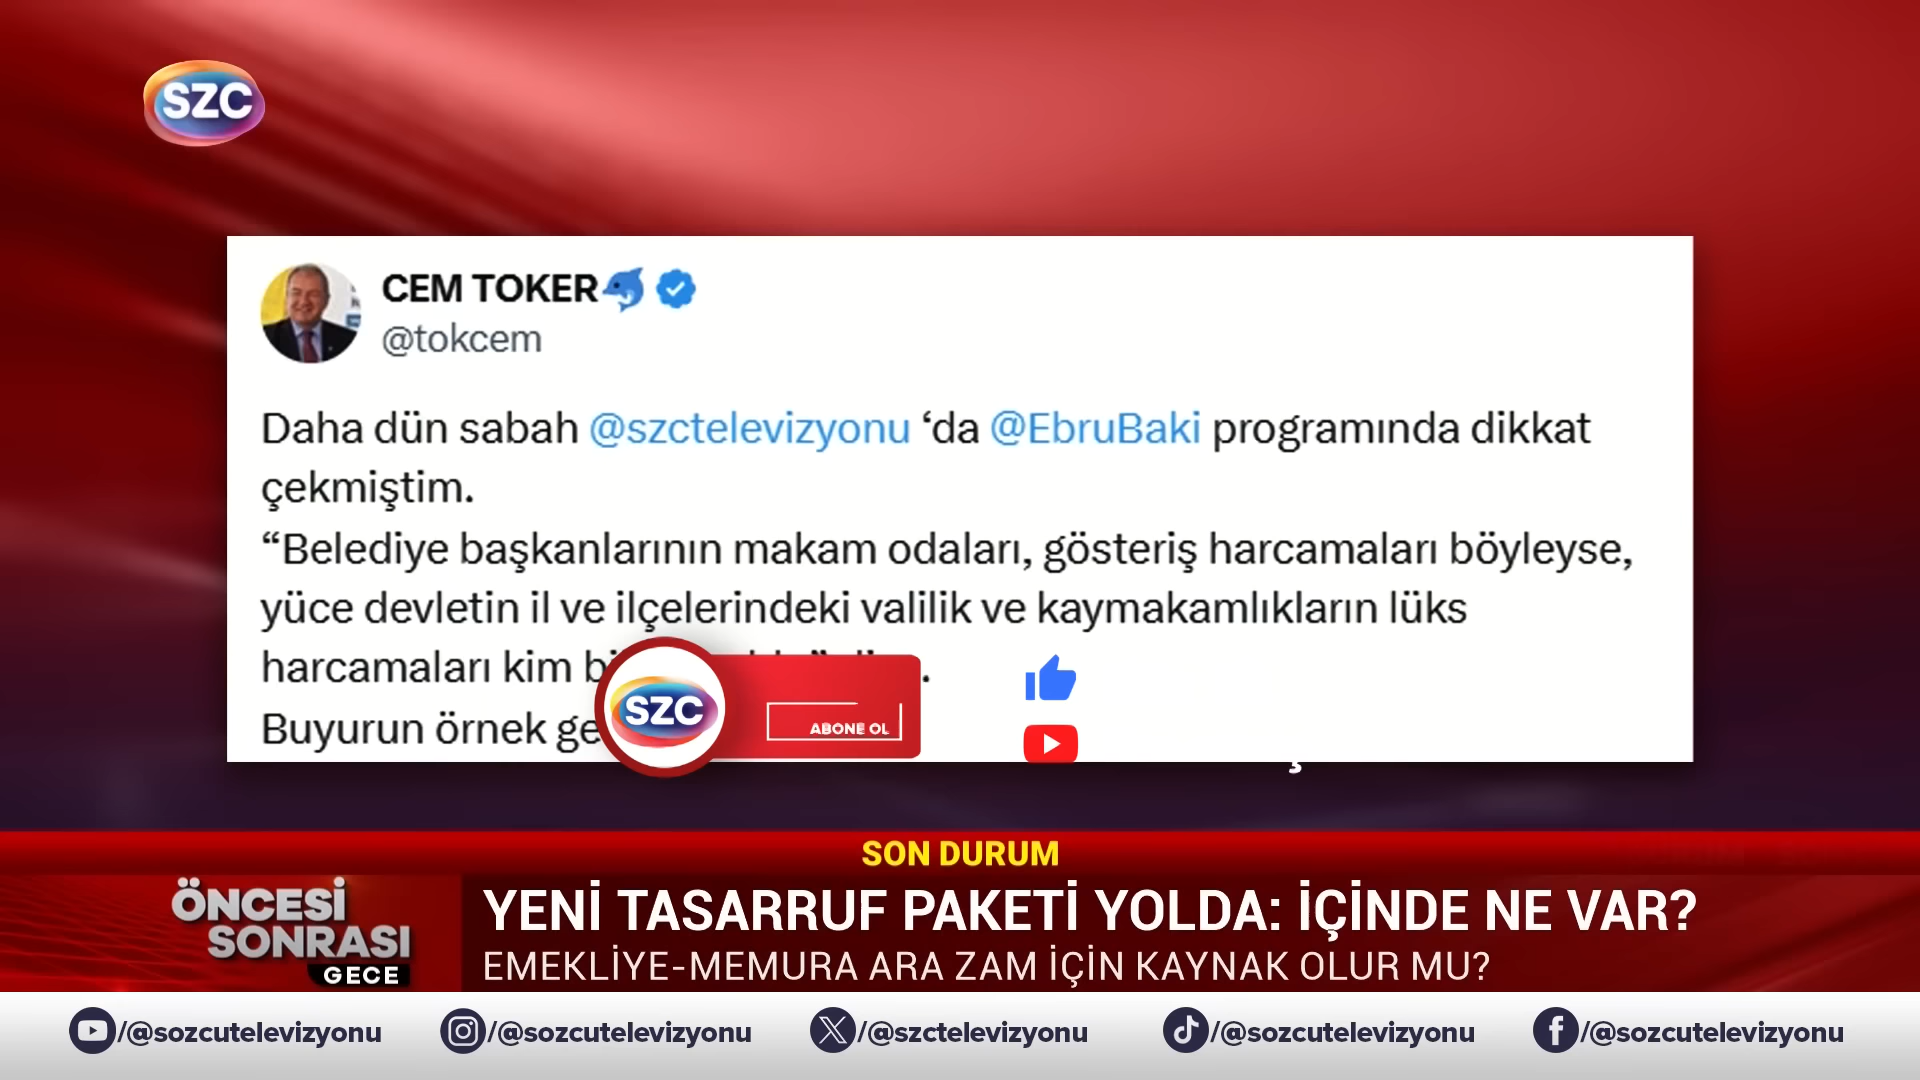 SZC
CEM TOKER
@tokcem
Daha dün sabah @szctelevizyonu ‘da @EbruBaki programında dikkat
çekmiştim.
“Belediye başkanlarının makam odaları, gösteriş harcamaları böyleyse,
yüce devletin il ve ilçelerindeki valilik ve kaymakamlıkların lüks
harcamaları kim
Buyurun örnek
SZC
ABONE OL
SON DURUM
ÖNCESİ
SONRASI
GECE
YENİ TASARRUF PAKETİ YOLDA: İÇİNDE NE VAR?
EMEKLİYE-MEMURA ARA ZAM İÇİN KAYNAK OLUR MU?
/@sozcutelevizyonu /@sozcutelevizyonu /@szctelevizyonu /@sozcutelevizyonu /@sozcutelevizyonu